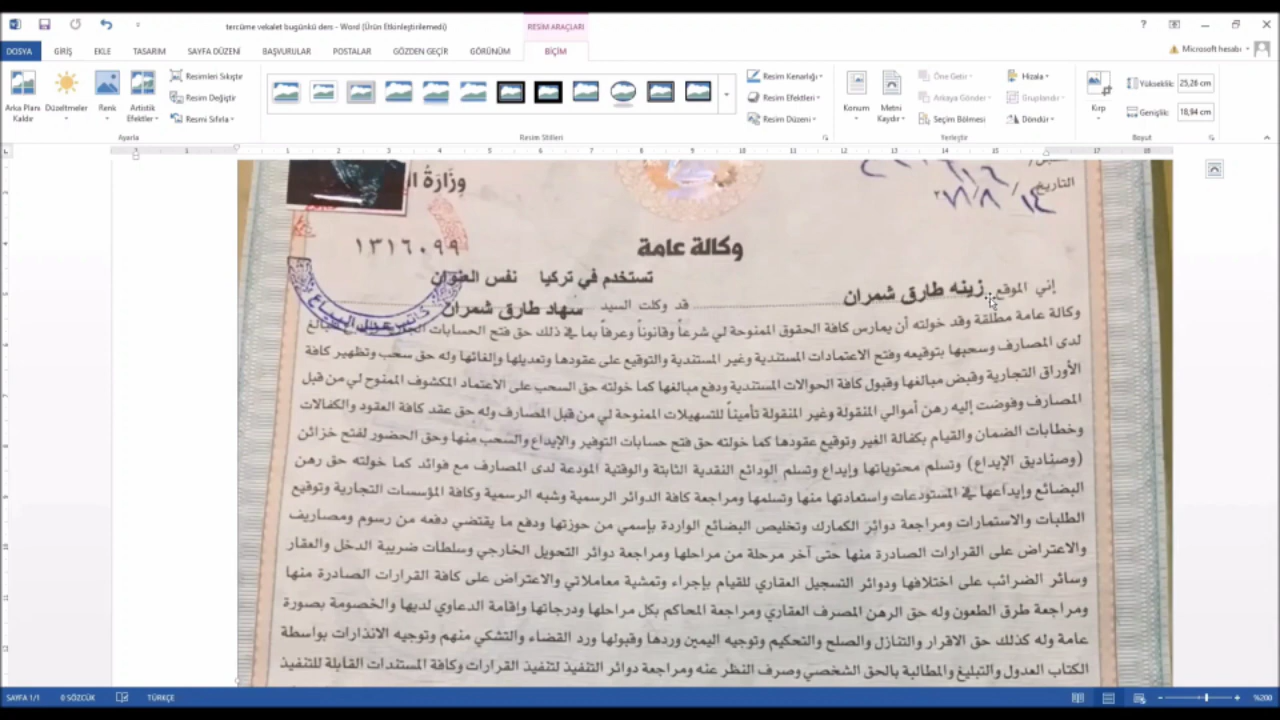 tercüme vekalet bugünkü ders - Word (Ürün Etkinleştirilemedi)
RESİM ARAÇLARI
DOSYA GİRİŞ EKLE TASARIM SAYFA DÜZENİ BAŞVURULAR POSTALAR GÖZDEN GEÇİR GÖRÜNÜM BİÇİM
Microsoft hesabı
Arka Planı Kaldır
Düzeltmeler
Renk
Artistik Efektler
Resimleri Sıkıştır
Resim Değiştir
Resmi Sıfırla
Ayarla
Resim Stilleri
Resim Kenarlığı
Resim Efektleri
Resim Düzeni
Konum
Metni Kaydır
Öne Getir
Arkaya Gönder
Seçim Bölmesi
Hizala
Gruplandır
Döndür
Yerleştir
Kırp
Yükseklik: 25,26 cm
Genişlik: 18,94 cm
Boyut
وزارة
التاريخ
١٣١٦٠٩٩
وكالة عامة
تستخدم في تركيا نفس العنوان
إني الموقع زينه طارق شمران قد وكلت السيد سهاد طارق شمران
كاتب عدل البياع
وكالة عامة مطلقة وقد خولته أن يمارس كافة الحقوق الممنوحة لي شرعاً وقانوناً وعرفاً بما في ذلك حق فتح الحسابات
لدى المصارف وسحبها بتوقيعه وفتح الاعتمادات المستندية وغير المستندية والتوقيع على عقودها وتعديلها وإلغائها وله حق سحب وتظهير كافة
الأوراق التجارية وقبض مبالغها وقبول كافة الحوالات المستندية ودفع مبالغها كما خولته حق السحب على الاعتماد المكشوف الممنوح لي من قبل
المصارف وفوضت إليه رهن أموالي المنقولة وغير المنقولة تأميناً للتسهيلات الممنوحة لي من قبل المصارف وله حق عقد كافة العقود والكفالات
وخطابات الضمان والقيام بكفالة الغير وتوقيع عقودها كما خولته حق فتح حسابات التوفير والإيداع والسحب منها وحق الحضور لفتح خزائن
(وصناديق الإيداع) وتسلم محتوياتها وإيداع وتسلم الودائع النقدية الثابتة والوقتية المودعة لدى المصارف مع فوائد كما خولته حق رهن
البضائع وإيداعها في المستودعات واستعادتها منها وتسلمها ومراجعة كافة الدوائر الرسمية وشبه الرسمية وكافة المؤسسات التجارية وتوقيع
الطلبات والاستمارات ومراجعة دوائر الكمارك وتخليص البضائع الواردة بإسمي من حوزتها ودفع ما يقتضي دفعه من رسوم ومصاريف
والاعتراض على القرارات الصادرة منها حتى آخر مرحلة من مراحلها ومراجعة دوائر التحويل الخارجي وسلطات ضريبة الدخل والعقار
وسائر الضرائب على اختلافها ودوائر التسجيل العقاري للقيام بإجراء وتمشية معاملاتي والاعتراض على كافة القرارات الصادرة منها
ومراجعة طرق الطعون وله حق الرهن المصرف العقاري ومراجعة المحاكم بكل مراحلها ودرجاتها وإقامة الدعاوي لديها والخصومة بصورة
عامة وله كذلك حق الاقرار والتنازل والصلح والتحكيم وتوجيه اليمين وردها وقبولها ورد القضاء والتشكي منهم وتوجيه الانذارات بواسطة
الكتاب العدول والتبليغ والمطالبة بالحق الشخصي وصرف النظر عنه ومراجعة دوائر التنفيذ لتنفيذ القرارات وكافة المستندات القابلة للتنفيذ
SAYFA 1/1 0 SÖZCÜK TÜRKÇE
%200